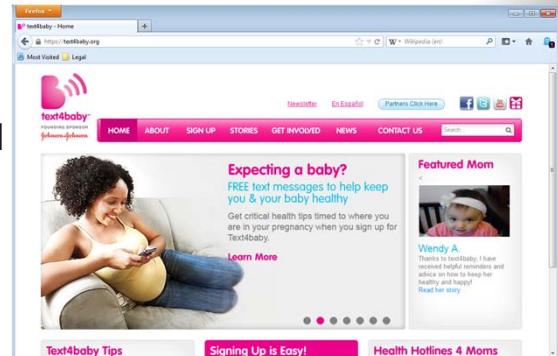 Firefox
text4baby - Home
https://text4baby.org
W - Wikipedia (en)
Most Visited
Legal
text4baby
FOUNDING SPONSOR
Johnson & Johnson
Newsletter
En Español
Partners Click Here
HOME
ABOUT
SIGN UP
STORIES
GET INVOLVED
NEWS
CONTACT US
Search...
Expecting a baby?
FREE text messages to help keep
you & your baby healthy
Get critical health tips timed to where you
are in your pregnancy when you sign up for
Text4baby.
Learn More
Featured Mom
<
Wendy A.
Thanks to text4baby, I have
received helpful reminders and
advice on how to keep her
healthy and happy!
Read her story
Text4baby Tips
Signing Up is Easy!
Health Hotlines 4 Moms